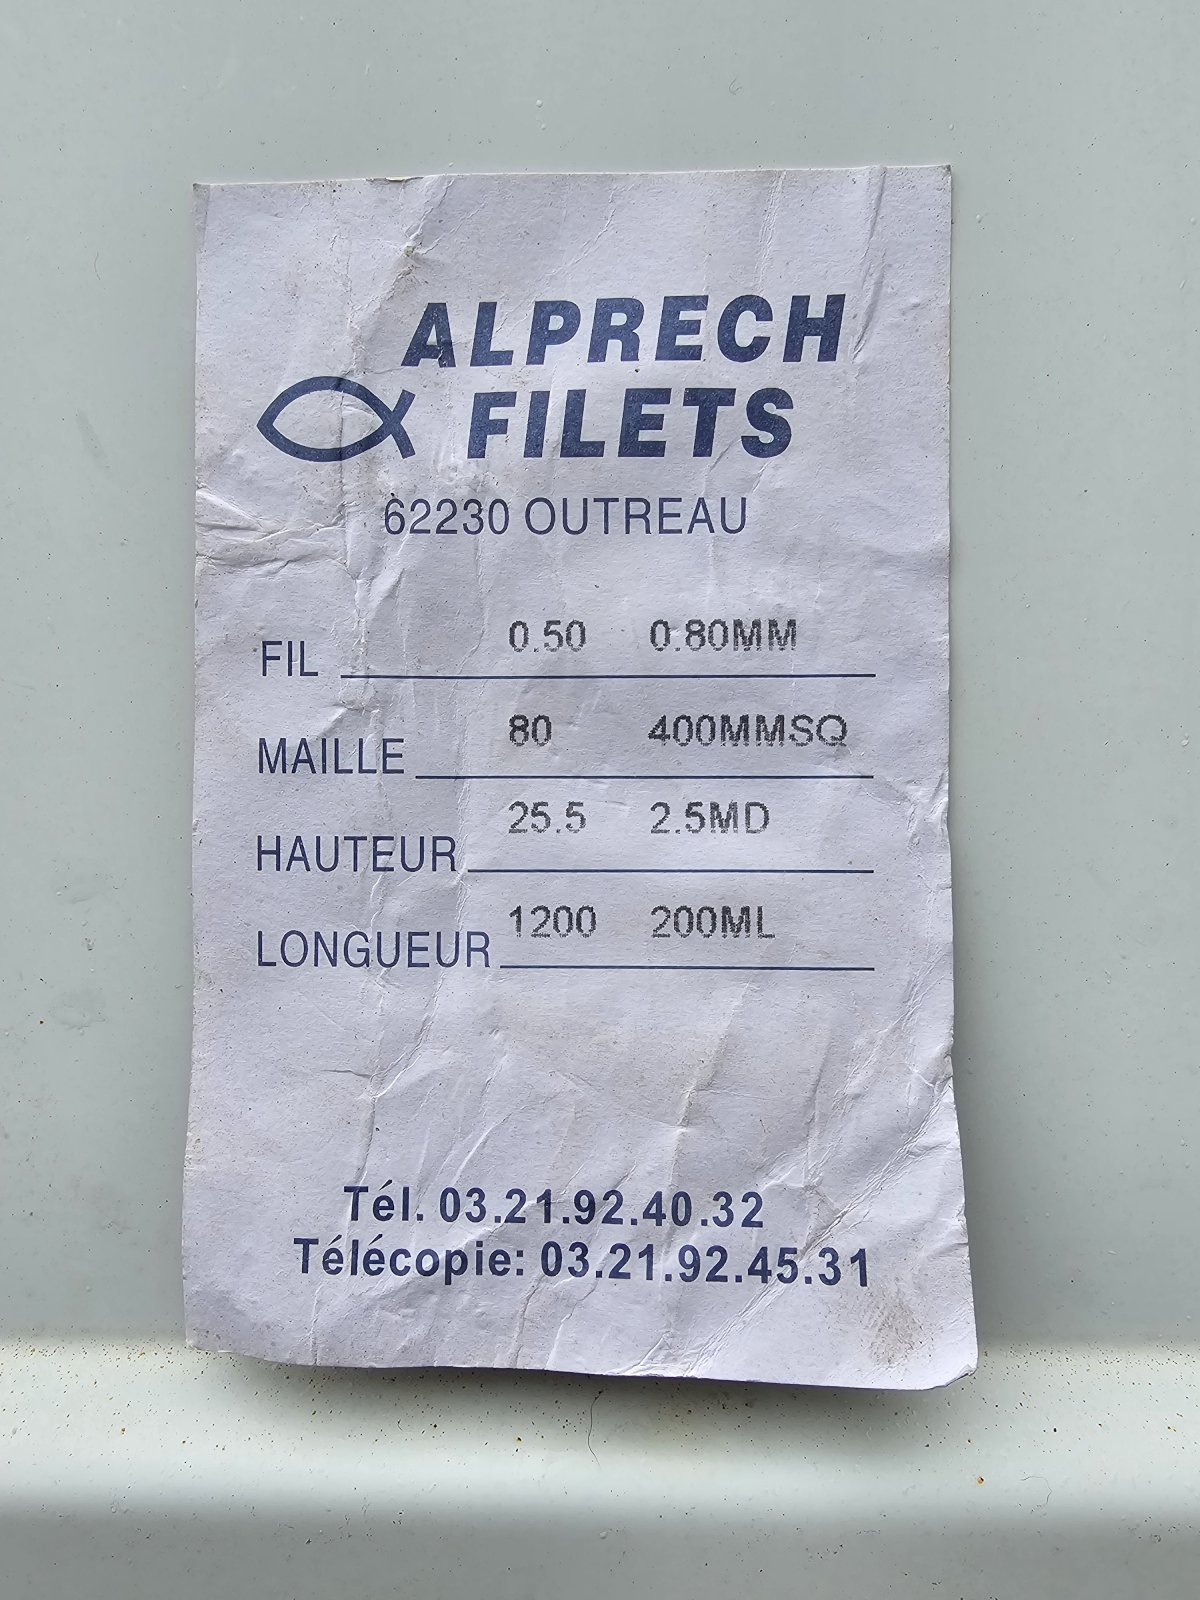 ALPRECH
FILETS
62230 OUTREAU
FIL 0.50 0.80MM
MAILLE 80 400MMSQ
HAUTEUR 25.5 2.5MD
LONGUEUR 1200 200ML
Tél. 03.21.92.40.32
Télécopie: 03.21.92.45.31